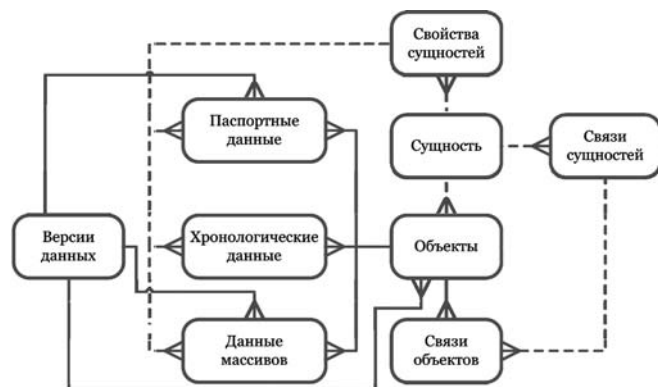 Свойства
сущностей
Паспортные
данные
Сущность
Связи
сущностей
Версии
данных
Хронологические
данные
Объекты
Данные
массивов
Связи
объектов